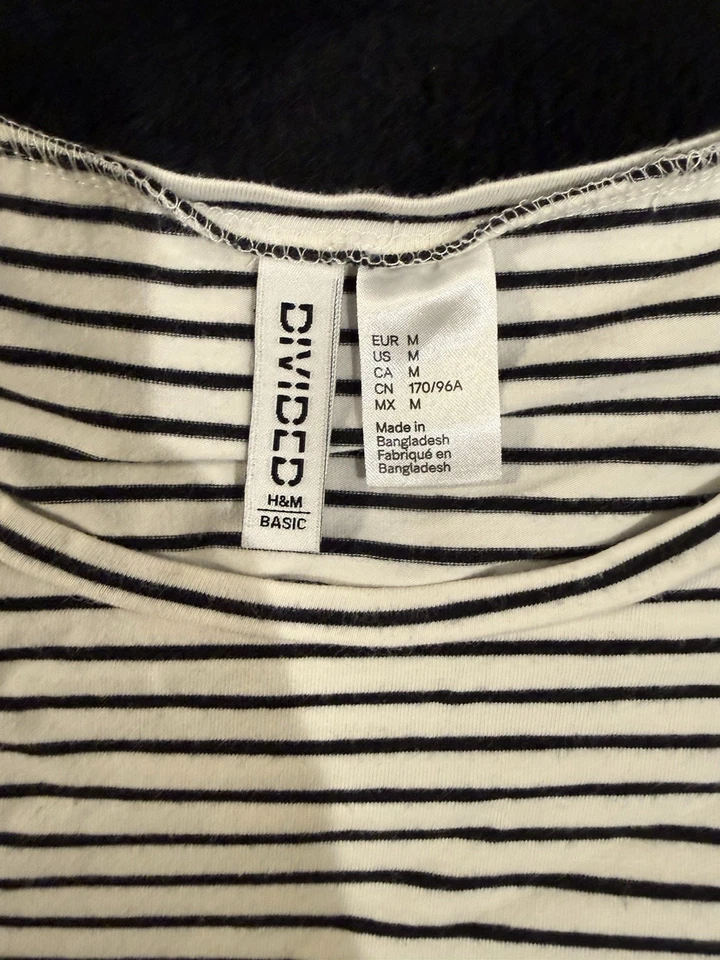 DIVIDED
H&M
BASIC
EUR M
US M
CA M
CN 170/96A
MX M
Made in
Bangladesh
Fabriqué en
Bangladesh